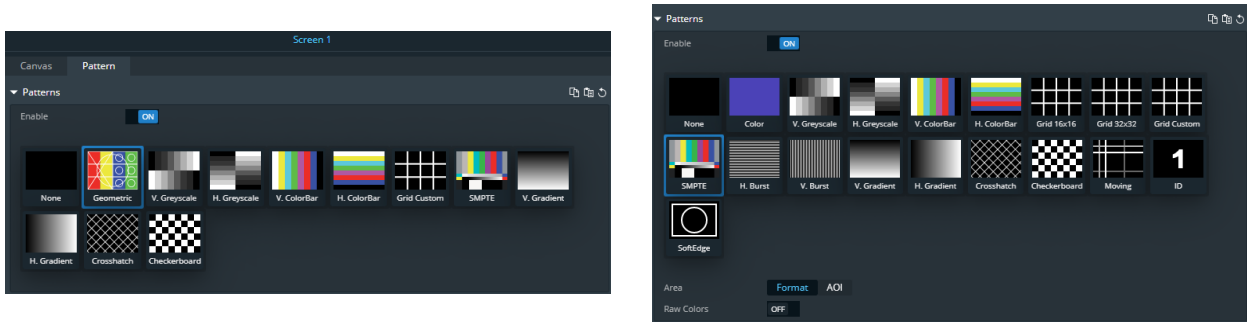 Screen 1
Canvas Pattern
Patterns
Enable ON
None Geometric V. Greyscale H. Greyscale V. ColorBar H. ColorBar Grid Custom SMPTE V. Gradient
H. Gradient Crosshatch Checkerboard
Patterns
Enable ON
None Color V. Greyscale H. Greyscale V. ColorBar H. ColorBar Grid 16x16 Grid 32x32 Grid Custom
1
SMPTE H. Burst V. Burst V. Gradient H. Gradient Crosshatch Checkerboard Moving ID
SoftEdge
Area Format AOI
Raw Colors OFF